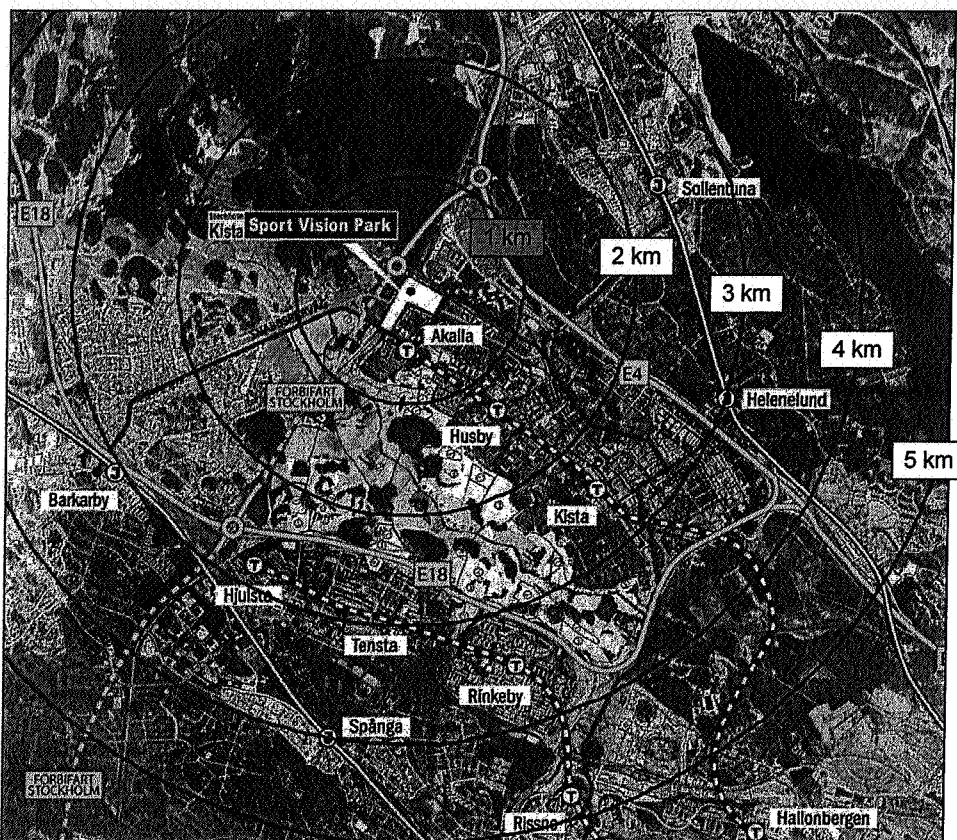 E18
Sollentuna
Kista
Sport Vision Park
1 km
2 km
3 km
Akalla
4 km
E4
FÖRBIFART
STOCKHOLM
Helenelund
Husby
5 km
Barkarby
Kista
E18
Hjulsta
Tensta
Rinkeby
Spånga
FÖRBIFART
STOCKHOLM
Rissne
Hallonbergen